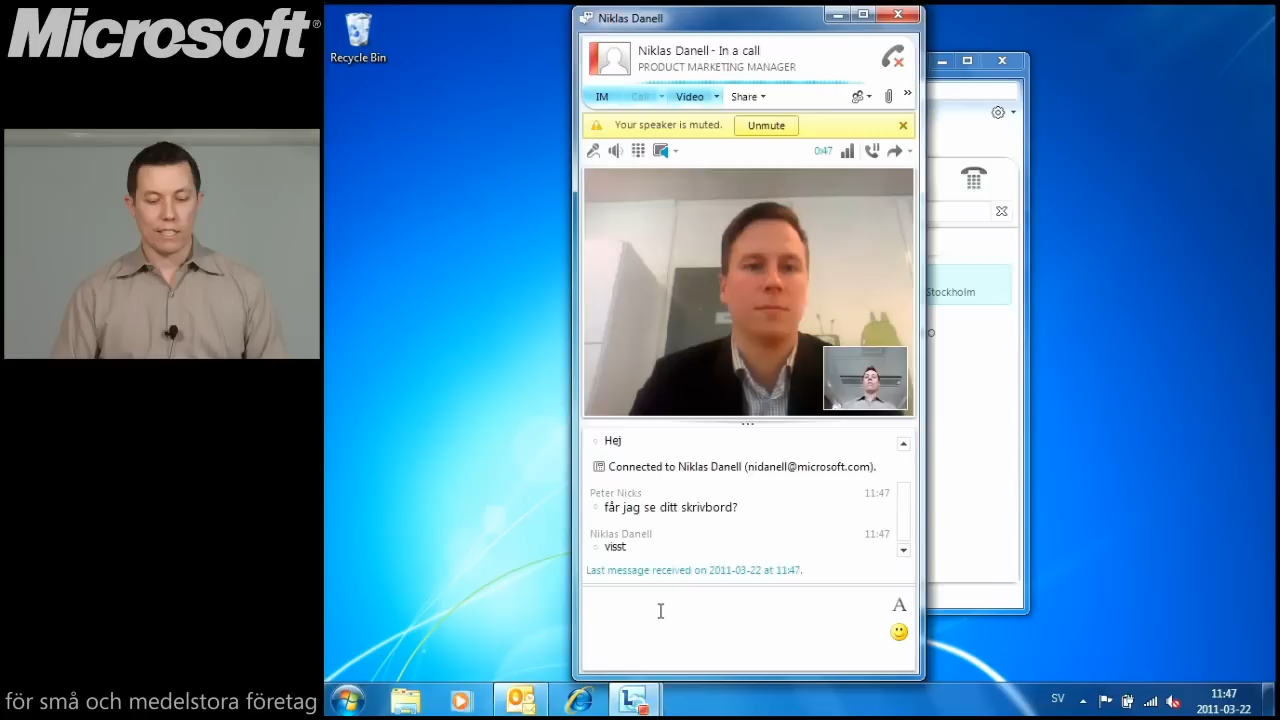 Microsoft®
Recycle Bin
Niklas Danell
Niklas Danell - In a call
PRODUCT MARKETING MANAGER
IM Call Video Share
Your speaker is muted. Unmute
0:47
Stockholm
Hej
Connected to Niklas Danell (nidanell@microsoft.com).
Peter Nicks 11:47
får jag se ditt skrivbord?
Niklas Danell 11:47
visst
Last message received on 2011-03-22 at 11:47.
A
för små och medelstora företag
SV
11:47
2011-03-22